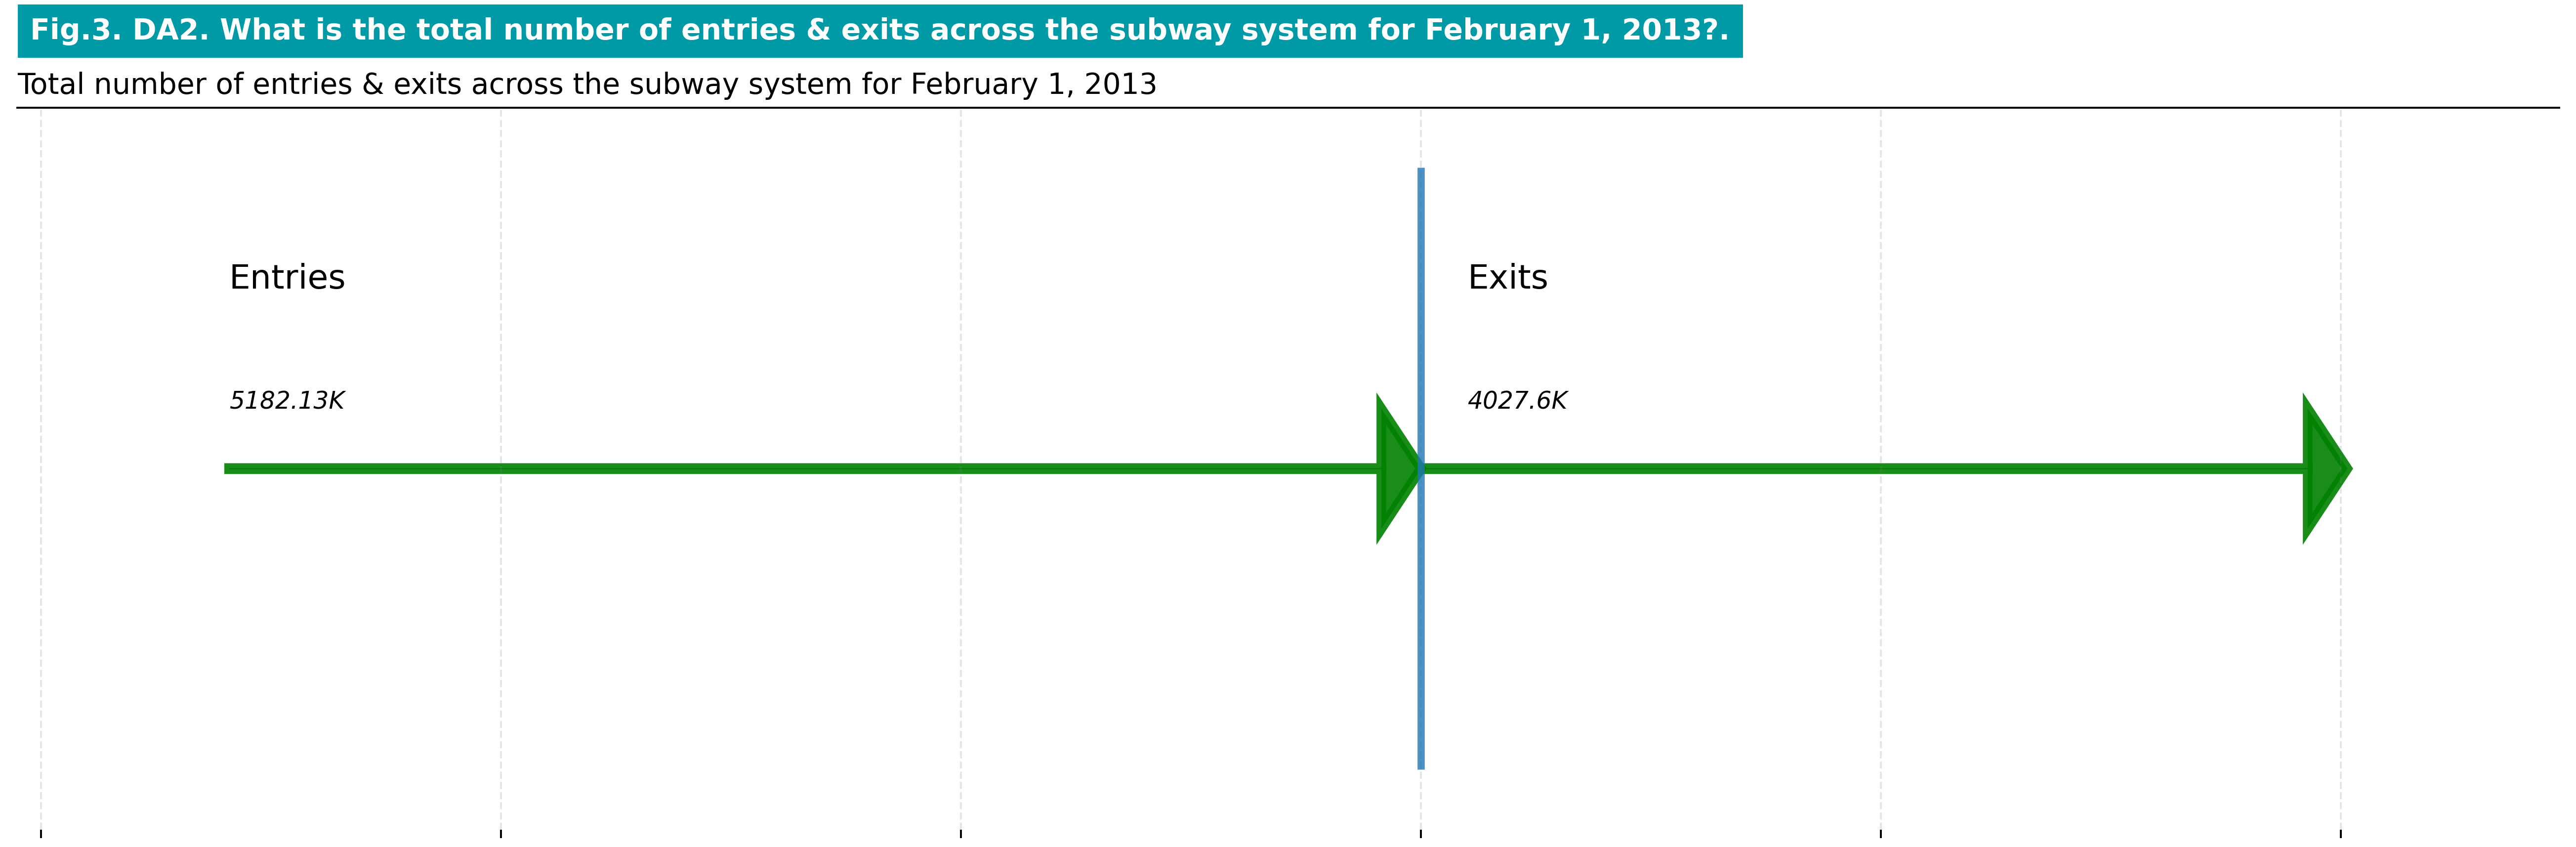 Fig.3. DA2. What is the total number of entries & exits across the subway system for February 1, 2013?.
Total number of entries & exits across the subway system for February 1, 2013
Entries
Exits
5182.13K
4027.6K